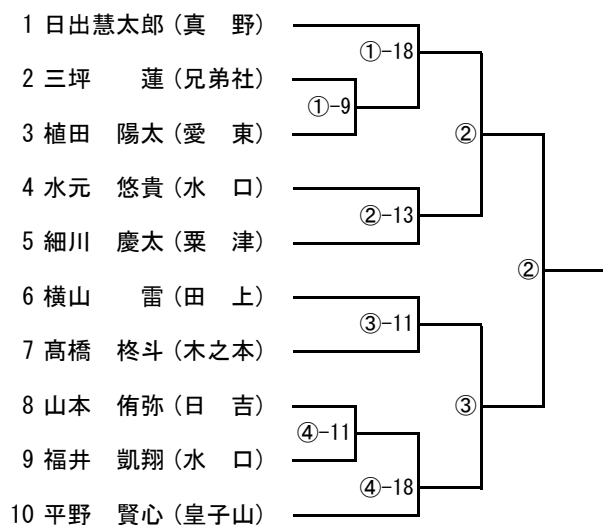 1 日出慧太郎（真　野）
①-18
2 三坪　　蓮（兄弟社）
①-9
3 植田　陽太（愛　東）
②
4 水元　悠貴（水　口）
②-13
5 細川　慶太（粟　津）
②
6 横山　　雷（田　上）
③-11
7 髙橋　柊斗（木之本）
8 山本　侑弥（日　吉）
③
④-11
9 福井　凱翔（水　口）
④-18
10 平野　賢心（皇子山）